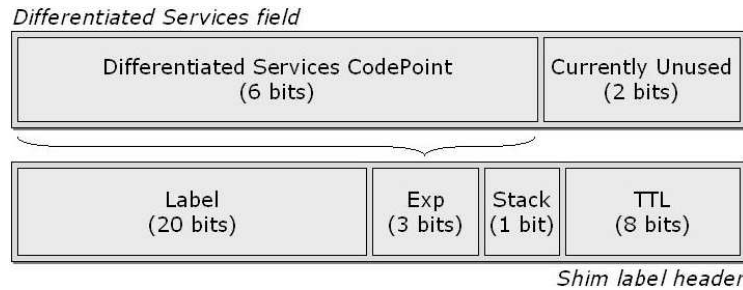 Differentiated Services field
Differentiated Services CodePoint
(6 bits)
Currently Unused
(2 bits)
Label
(20 bits)
Exp
(3 bits)
Stack
(1 bit)
TTL
(8 bits)
Shim label header